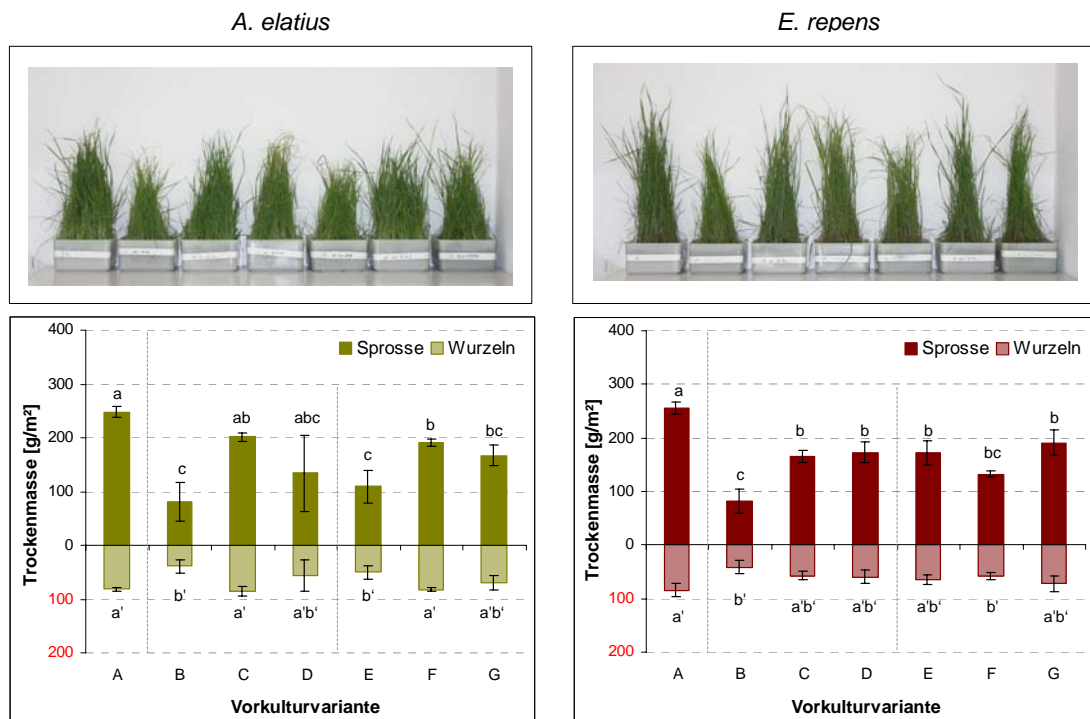 A. elatius
E. repens
400
300
200
100
0
100
200
Trockenmasse [g/m²]
Sprosse Wurzeln
a
c
ab
abc
c
b
bc
a'
b'
a'
a'b‘
b‘
a'
a'b‘
A B C D E F G
Vorkulturvariante
400
300
200
100
0
100
200
Trockenmasse [g/m²]
Sprosse Wurzeln
a
c
b
b
b
bc
b
a'
b'
a'b‘
a'b‘
a'b‘
b'
a'b‘
A B C D E F G
Vorkulturvariante